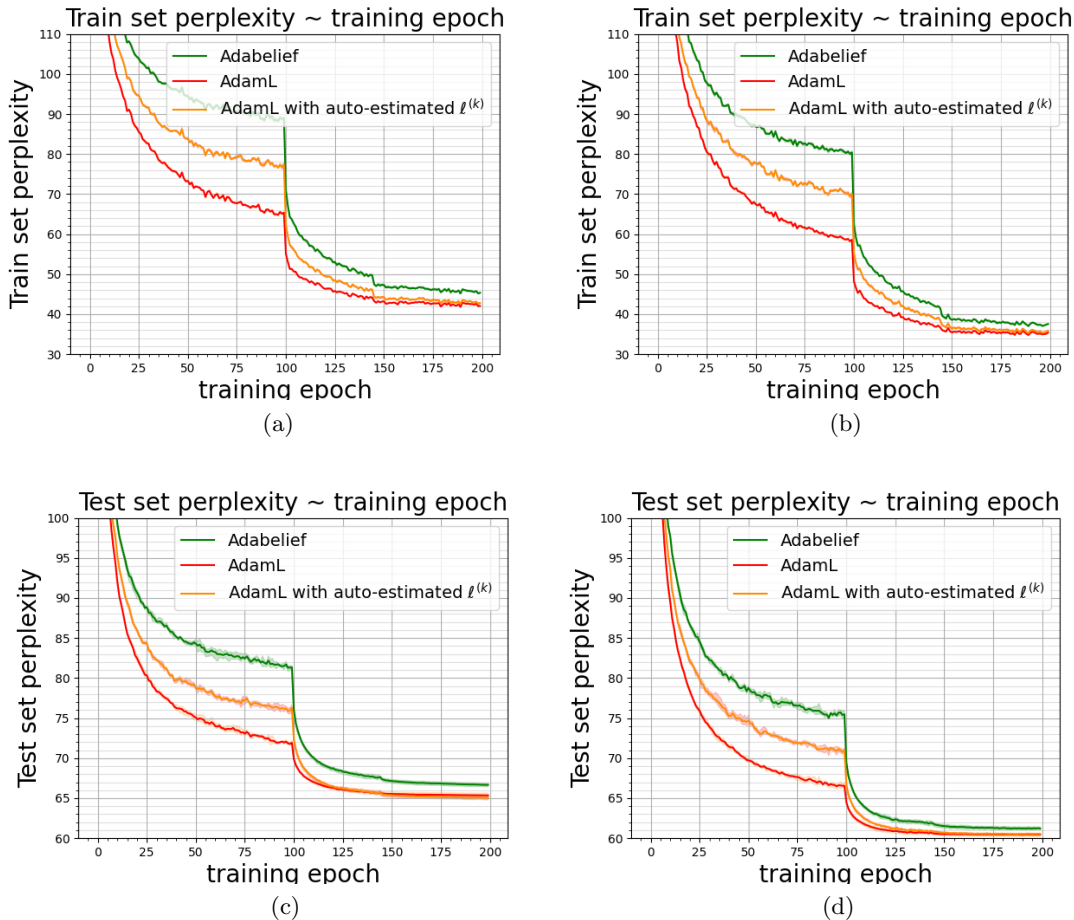 Train set perplexity ~ training epoch
Train set perplexity
110
100
90
80
70
60
50
40
30
Adabelief
AdamL
AdamL with auto-estimated ℓ^(k)
0 25 50 75 100 125 150 175 200
training epoch
(a)
Train set perplexity ~ training epoch
Train set perplexity
110
100
90
80
70
60
50
40
30
Adabelief
AdamL
AdamL with auto-estimated ℓ^(k)
0 25 50 75 100 125 150 175 200
training epoch
(b)
Test set perplexity ~ training epoch
Test set perplexity
100
95
90
85
80
75
70
65
60
Adabelief
AdamL
AdamL with auto-estimated ℓ^(k)
0 25 50 75 100 125 150 175 200
training epoch
(c)
Test set perplexity ~ training epoch
Test set perplexity
100
95
90
85
80
75
70
65
60
Adabelief
AdamL
AdamL with auto-estimated ℓ^(k)
0 25 50 75 100 125 150 175 200
training epoch
(d)